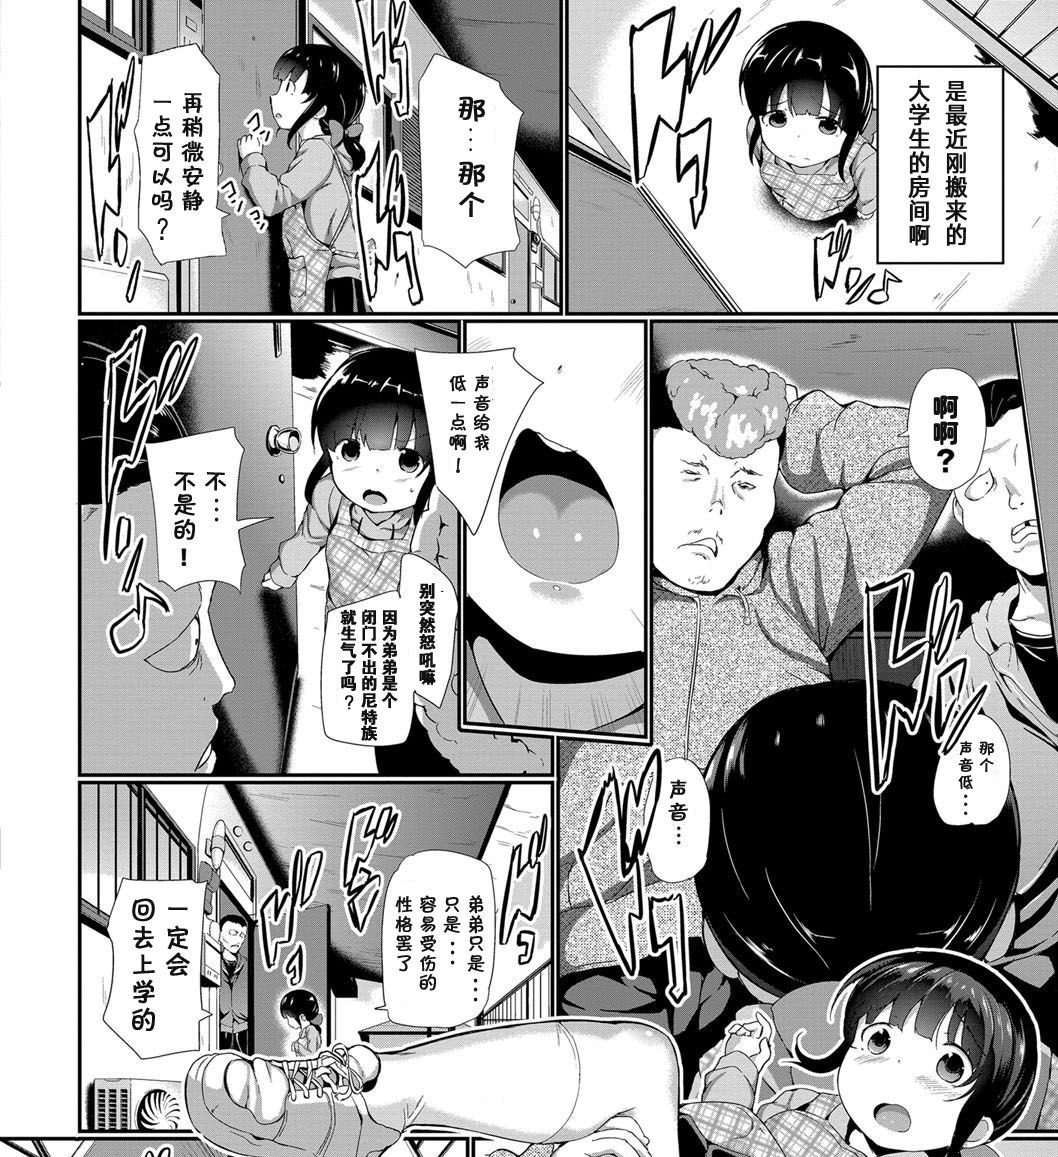 是最近刚搬来的
大学生的房间啊
那…那个
再稍微安静
一点可以吗？
啊啊？
那个
声音低…
声音…
声音给我
低一点啊！
不…
不是的！
别突然怒吼嘛
因为弟弟是个
闭门不出的尼特族
就生气了吗？
弟弟只是…
只是…
容易受伤的
性格罢了
一定会
回去上学的